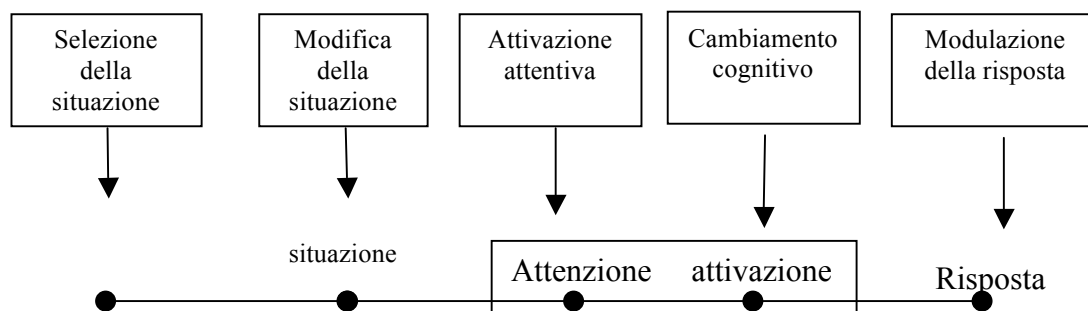 Selezione
della
situazione
Modifica
della
situazione
Attivazione
attentiva
Cambiamento
cognitivo
Modulazione
della risposta
situazione
Attenzione
attivazione
Risposta